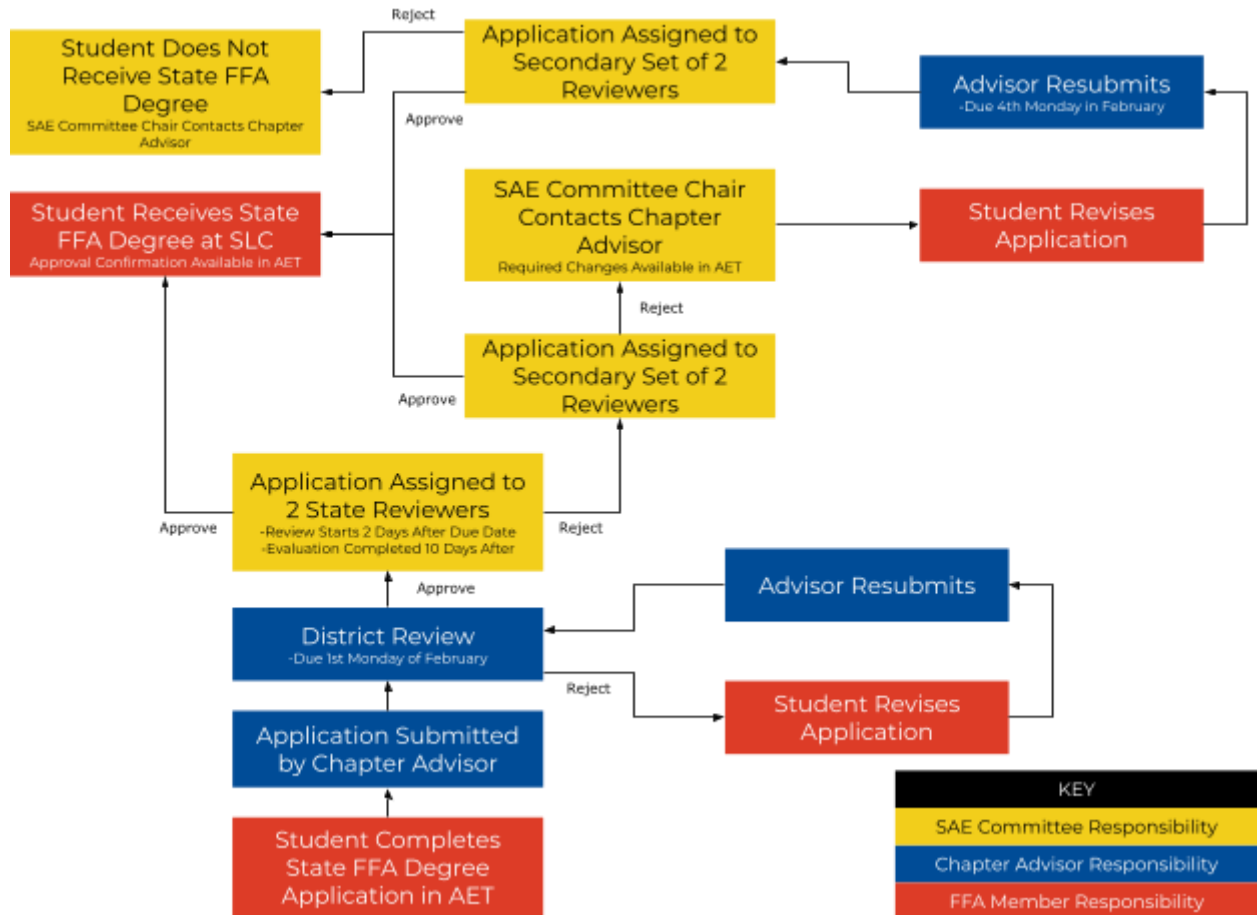 Reject
Student Does Not
Receive State FFA
Degree
SAE Committee Chair Contacts Chapter
Advisor
Application Assigned to
Secondary Set of 2
Reviewers
Advisor Resubmits
-Due 4th Monday in February
Approve
Student Receives State
FFA Degree at SLC
Approval Confirmation Available in AET
SAE Committee Chair
Contacts Chapter
Advisor
Required Changes Available in AET
Student Revises
Application
Reject
Application Assigned to
Secondary Set of 2
Reviewers
Approve
Application Assigned to
2 State Reviewers
-Review Starts 2 Days After Due Date
-Evaluation Completed 10 Days After
Approve
Reject
Approve
Advisor Resubmits
District Review
-Due 1st Monday of February
Reject
Student Revises
Application
Application Submitted
by Chapter Advisor
Student Completes
State FFA Degree
Application in AET
KEY
SAE Committee Responsibility
Chapter Advisor Responsibility
FFA Member Responsibility